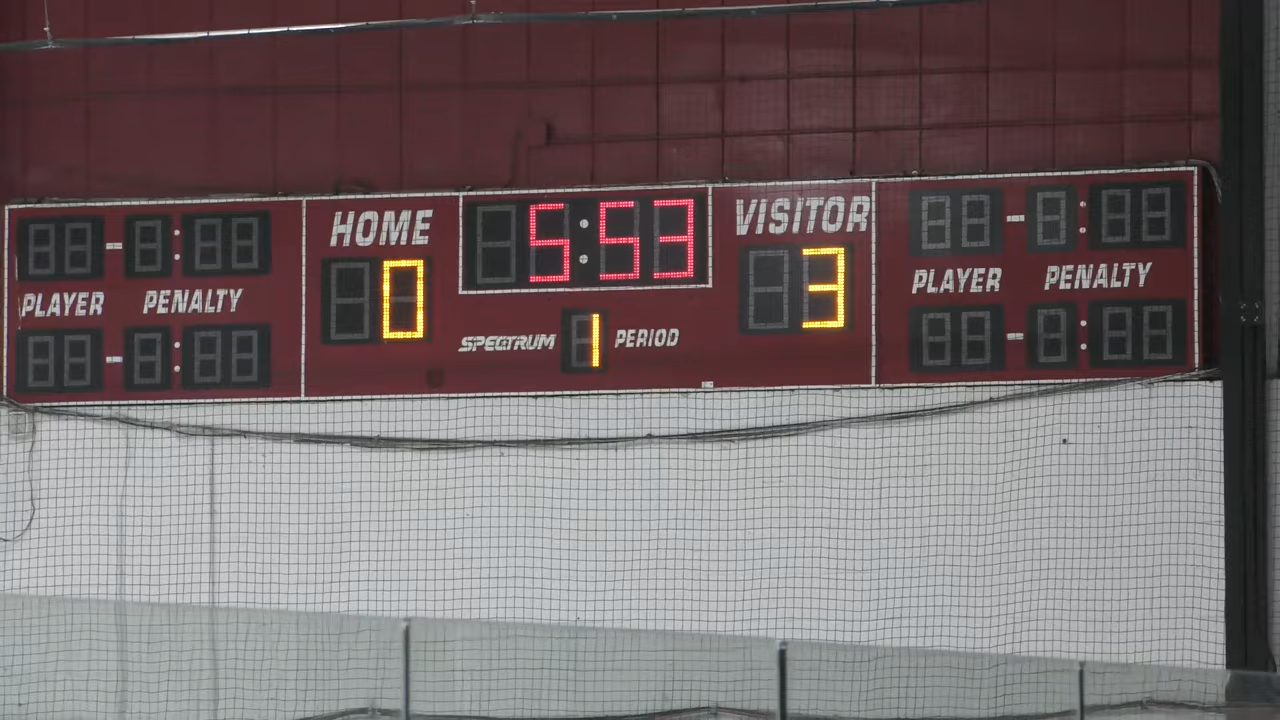 HOME 5:53 VISITOR
0 3
PLAYER PENALTY PLAYER PENALTY
SPECTRUM 1 PERIOD